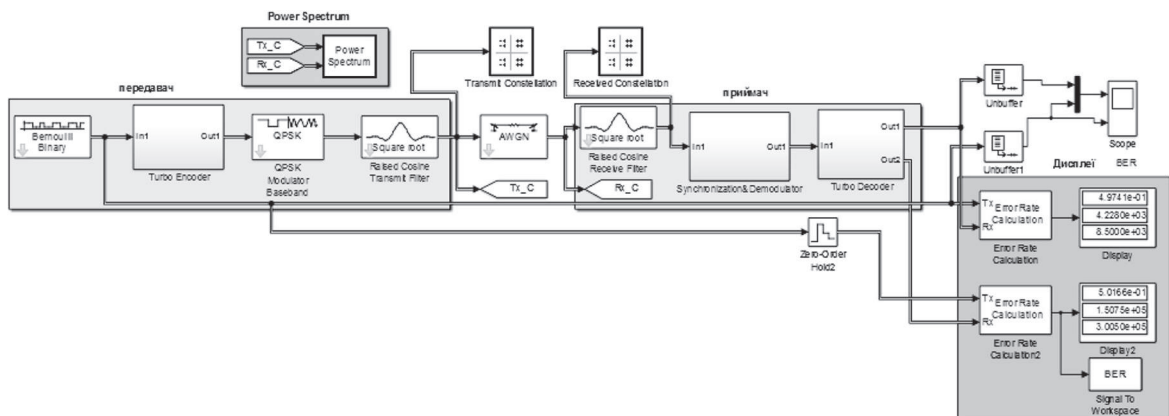 Power Spectrum
Tx_C
Rx_C
Power
Spectrum
Transmit Constellation
Received Constellation
передавач
Bernoulli
Binary
In1
Out1
Turbo Encoder
QPSK
QPSK
Modulator
Baseband
Square root
Raised Cosine
Transmit Filter
AWGN
Tx_C
приймач
Square root
Raised Cosine
Receive Filter
Rx_C
In1
Out1
Synchronization&Demodulator
In1
Out1
Out2
Turbo Decoder
Zero-Order
Hold2
Unbuffer
Unbuffer1
Scope
BER
Дисплеї
Tx
Rx
Error Rate
Calculation
Error Rate
Calculation
4.9741e-01
4.2280e+03
8.5000e+03
Display
Tx
Rx
Error Rate
Calculation
Error Rate
Calculation2
5.0166e-01
1.5075e+05
3.0050e+05
Display2
BER
Signal To
Workspace